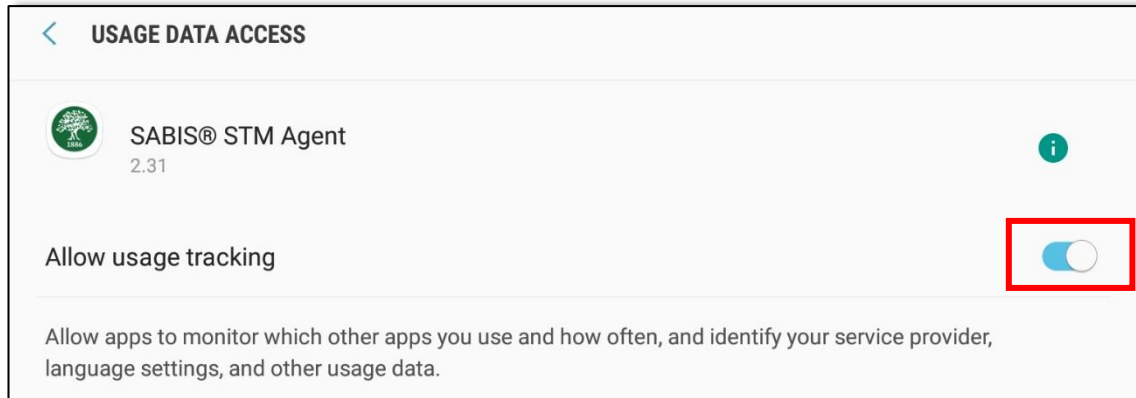 USAGE DATA ACCESS
1886
SABIS® STM Agent
2.31
i
Allow usage tracking
Allow apps to monitor which other apps you use and how often, and identify your service provider,
language settings, and other usage data.